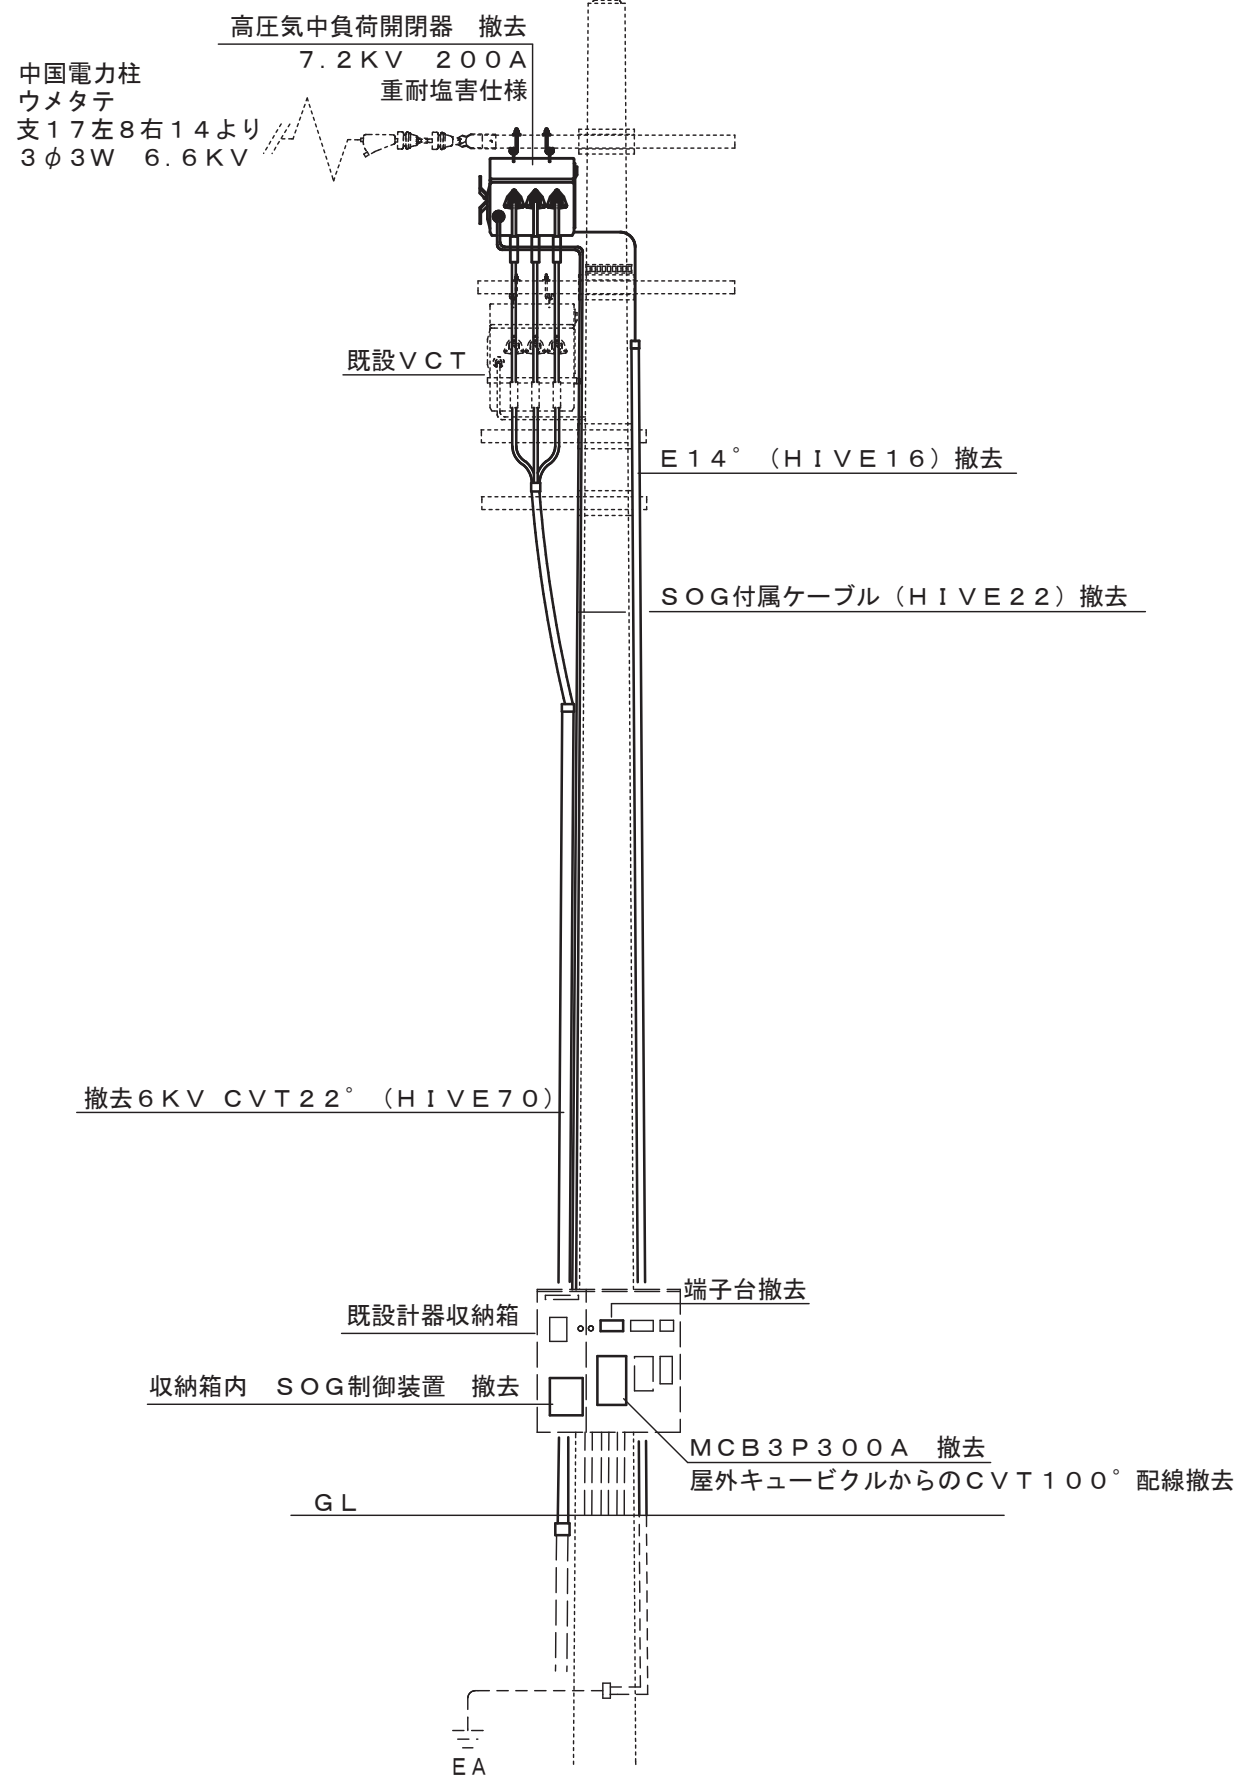 高圧気中負荷開閉器　撤去
７.２ＫＶ　２００Ａ
重耐塩害仕様
中国電力柱
ウメタテ
支１７左８右１４より
３φ３Ｗ　６.６ＫＶ
既設ＶＣＴ
Ｅ１４°（ＨＩＶＥ１６）撤去
ＳＯＧ付属ケーブル（ＨＩＶＥ２２）撤去
撤去６ＫＶ ＣＶＴ２２°（ＨＩＶＥ７０）
端子台撤去
既設計器収納箱
収納箱内　ＳＯＧ制御装置　撤去
ＭＣＢ３Ｐ３００Ａ　撤去
屋外キュービクルからのＣＶＴ１００°配線撤去
ＧＬ
ＥＡ